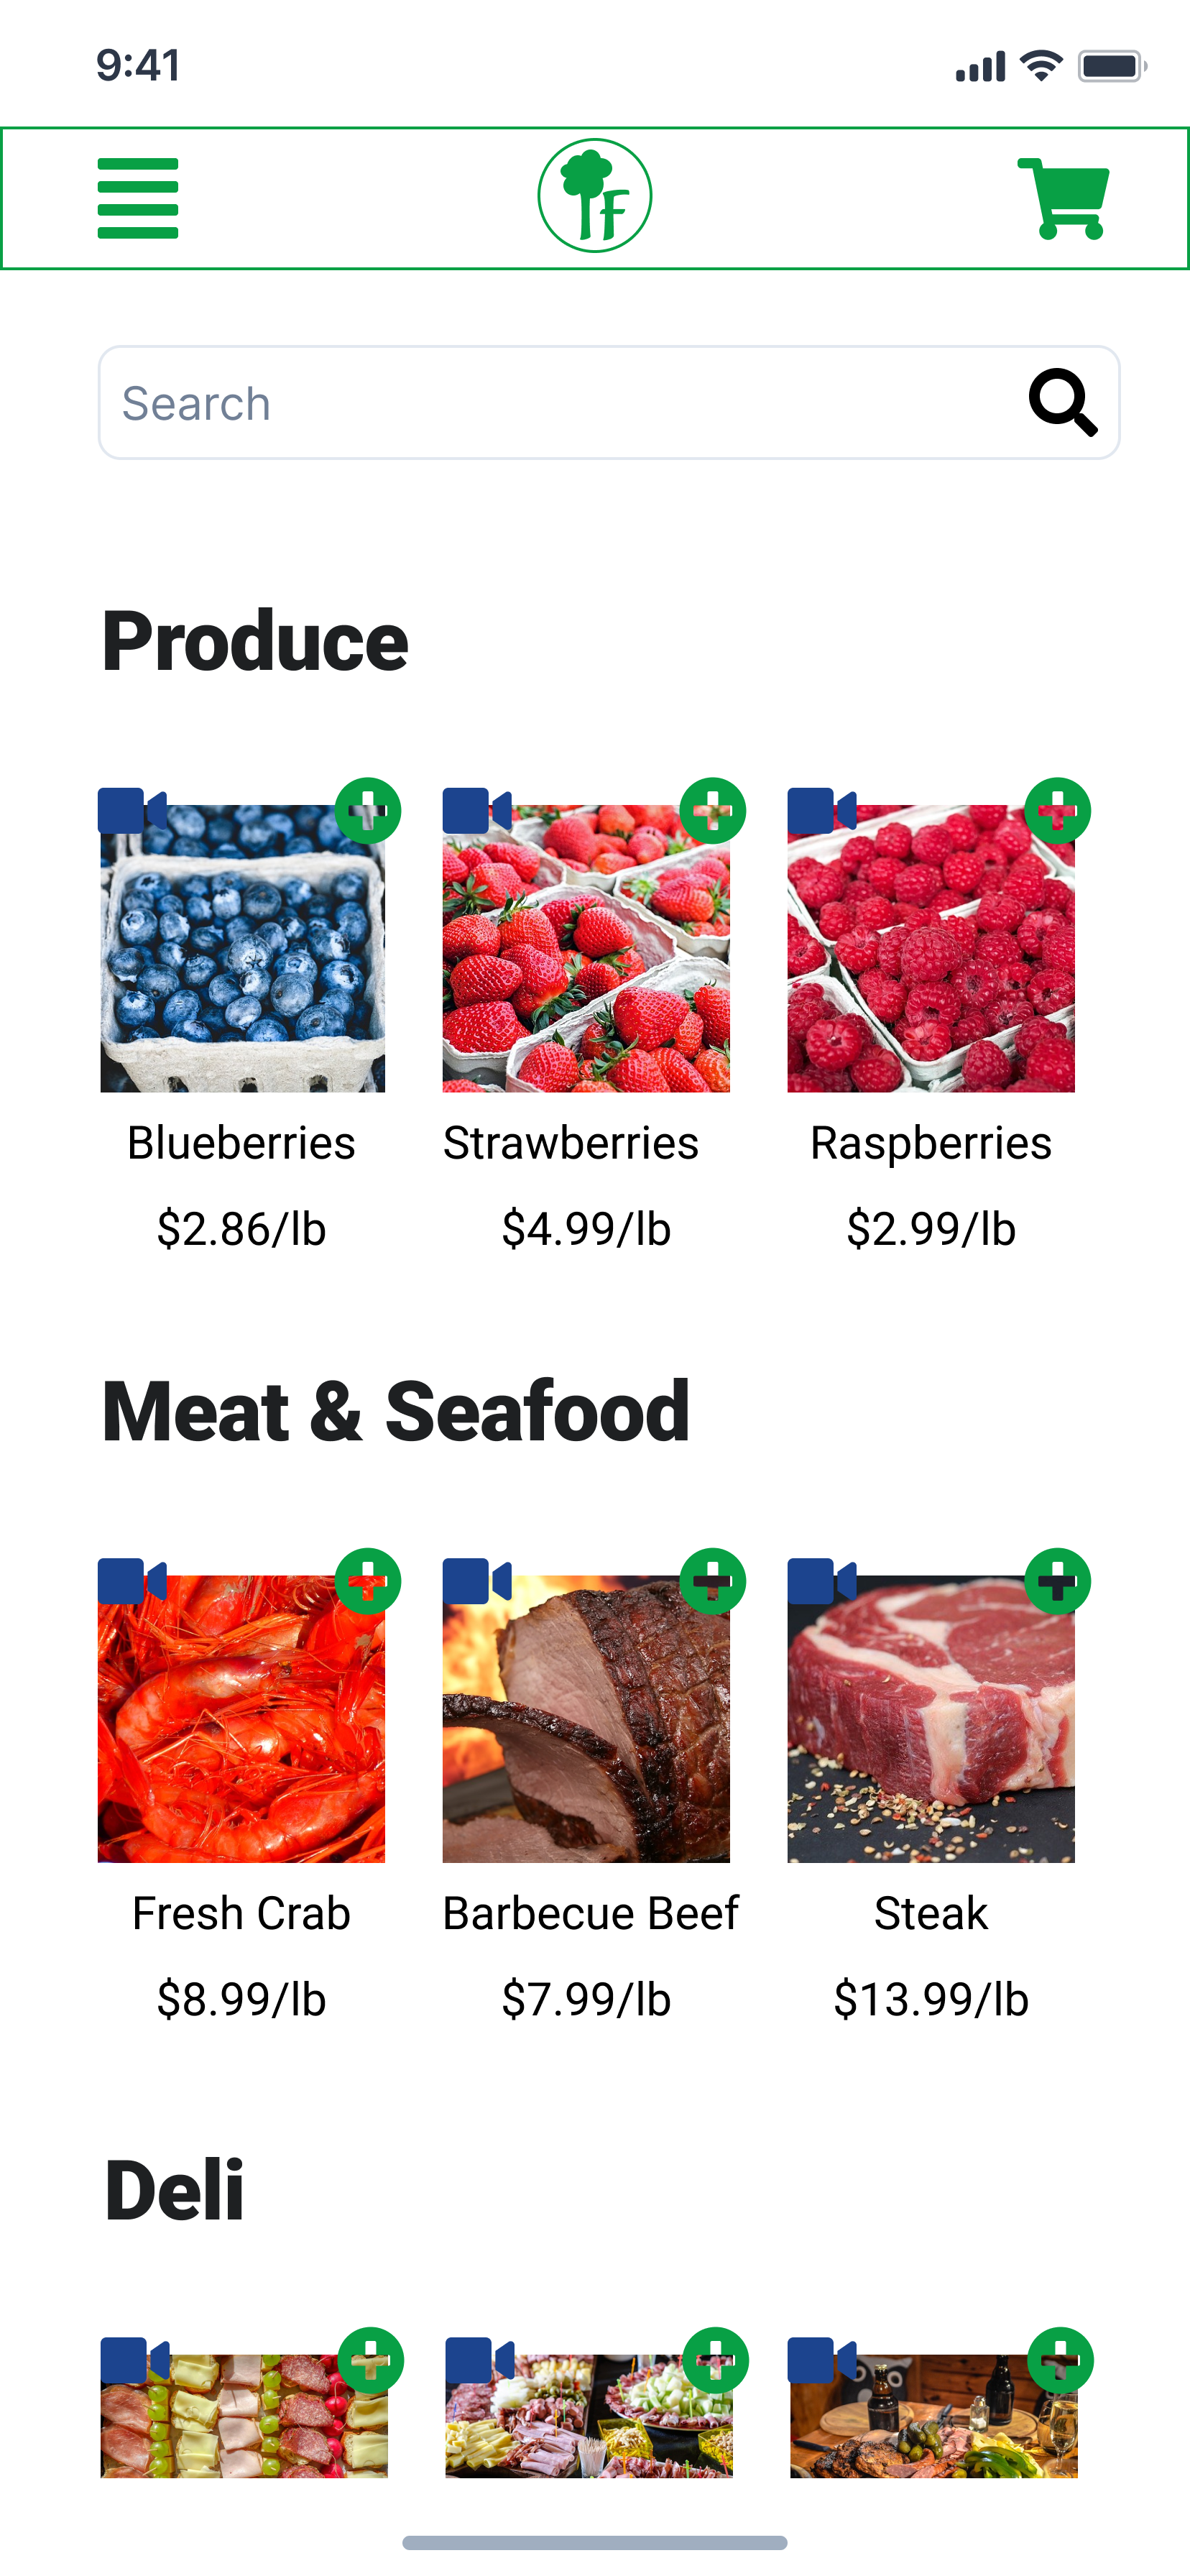 9:41
F
Search
Produce
Blueberries Strawberries Raspberries
$2.86/lb $4.99/lb $2.99/lb
Meat & Seafood
Fresh Crab Barbecue Beef Steak
$8.99/lb $7.99/lb $13.99/lb
Deli